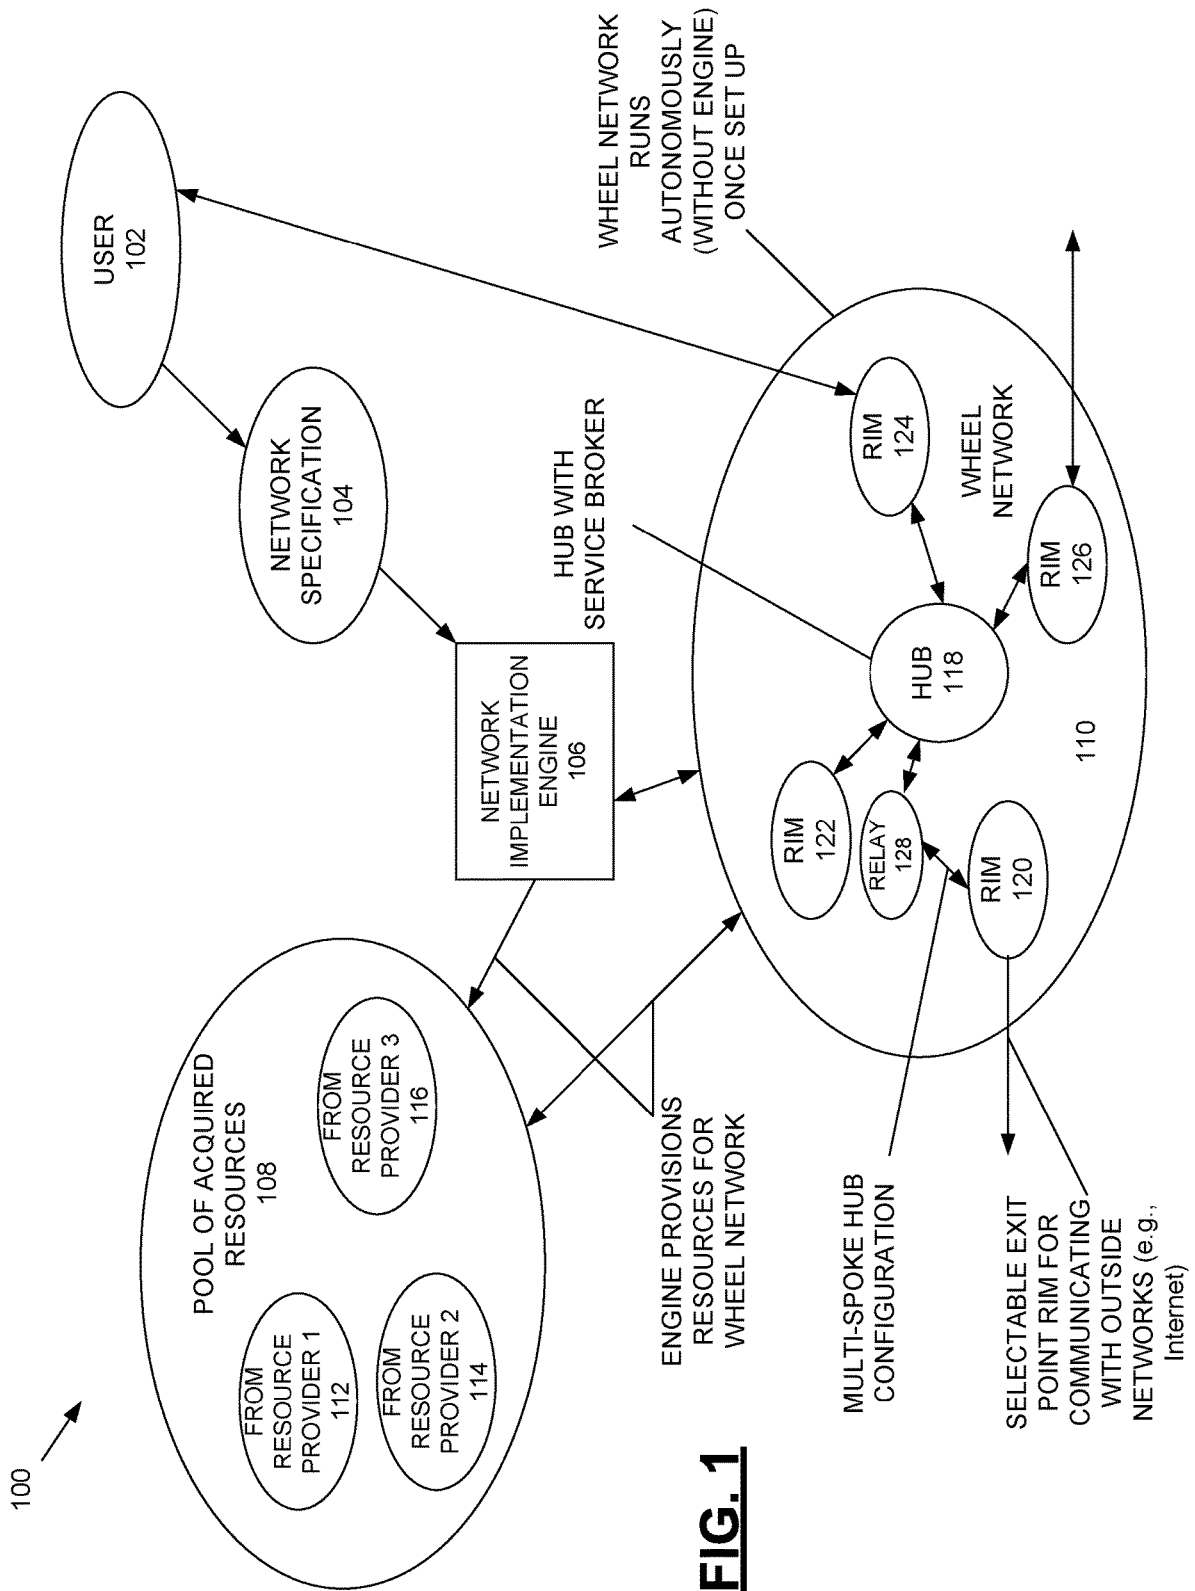 100
USER
102
NETWORK
SPECIFICATION
104
NETWORK
IMPLEMENTATION
ENGINE
106
POOL OF ACQUIRED
RESOURCES
108
FROM
RESOURCE
PROVIDER 1
112
FROM
RESOURCE
PROVIDER 2
114
FROM
RESOURCE
PROVIDER 3
116
ENGINE PROVISIONS
RESOURCES FOR
WHEEL NETWORK
HUB WITH
SERVICE BROKER
WHEEL NETWORK
RUNS
AUTONOMOUSLY
(WITHOUT ENGINE)
ONCE SET UP
RIM
122
RELAY
128
RIM
120
HUB
118
RIM
124
WHEEL
NETWORK
RIM
126
110
MULTI-SPOKE HUB
CONFIGURATION
SELECTABLE EXIT
POINT RIM FOR
COMMUNICATING
WITH OUTSIDE
NETWORKS (e.g.,
Internet)
FIG. 1